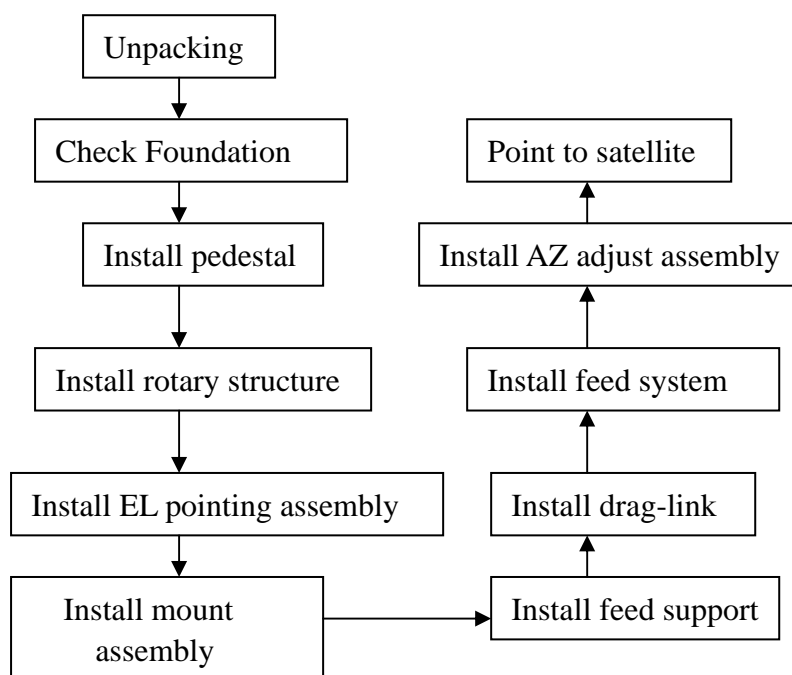 Unpacking
Check Foundation
Install pedestal
Install rotary structure
Install EL pointing assembly
Install mount
assembly
Install feed support
Install drag-link
Install feed system
Install AZ adjust assembly
Point to satellite